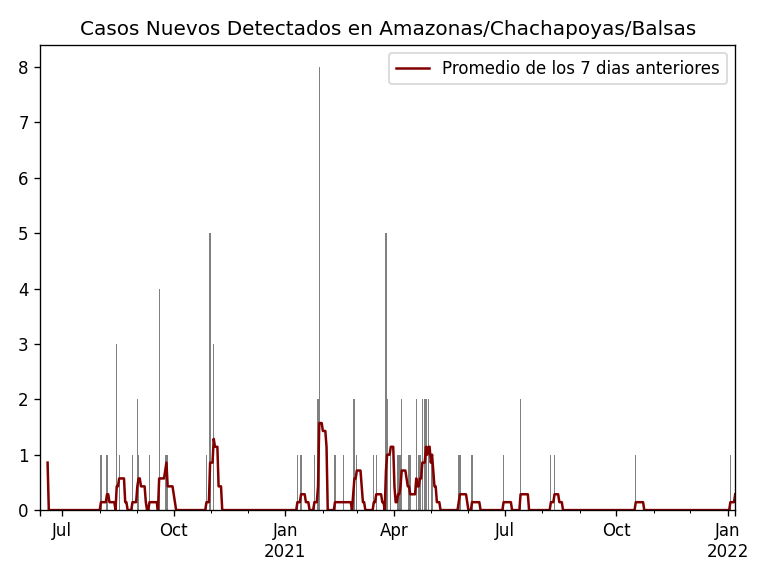 Casos Nuevos Detectados en Amazonas/Chachapoyas/Balsas
Promedio de los 7 dias anteriores
8
7
6
5
4
3
2
1
0
Jul
Oct
Jan
2021
Apr
Jul
Oct
Jan
2022